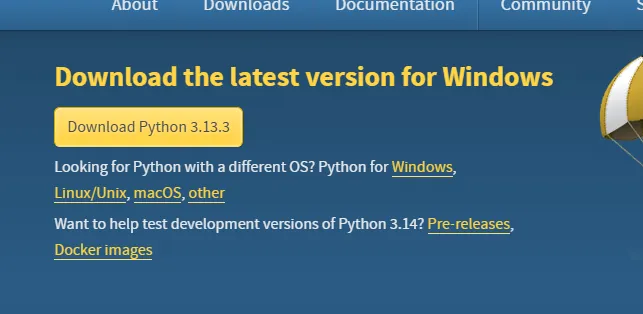 About Downloads Documentation Community S
Download the latest version for Windows
Download Python 3.13.3
Looking for Python with a different OS? Python for Windows,
Linux/Unix, macOS, other
Want to help test development versions of Python 3.14? Pre-releases,
Docker images